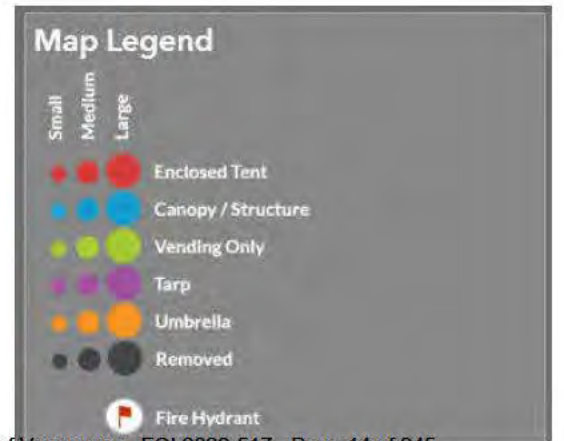 Map Legend
Small
Medium
Large
Enclosed Tent
Canopy / Structure
Vending Only
Tarp
Umbrella
Removed
Fire Hydrant